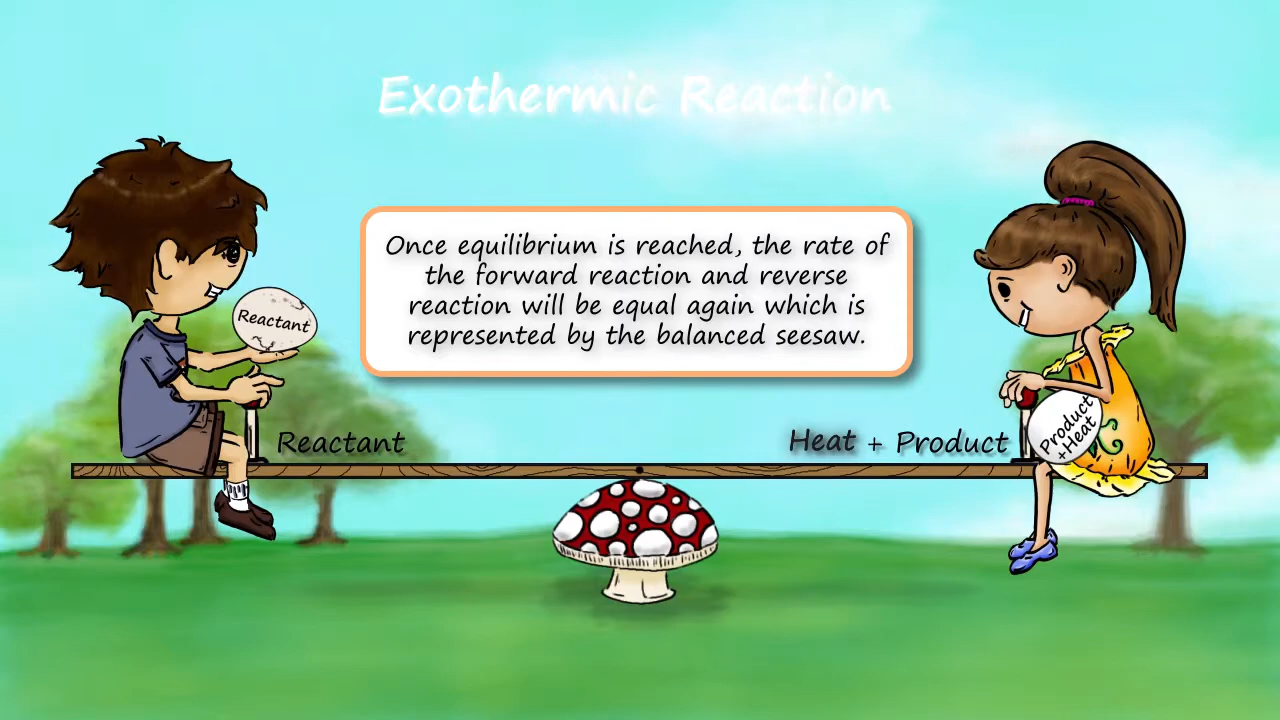 Exothermic Reaction
Once equilibrium is reached, the rate of
the forward reaction and reverse
reaction will be equal again which is
represented by the balanced seesaw.
Reactant
Reactant
Heat + Product
Product
+Heat